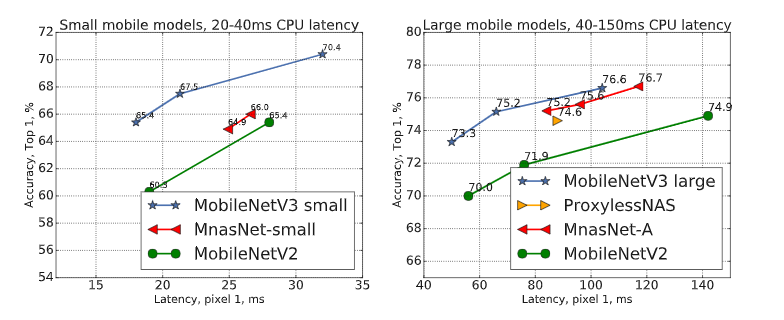 Small mobile models, 20-40ms CPU latency
72
70
68
66
64
62
60
58
56
54
Accuracy, Top 1, %
70.4
67.5
65.4
66.0
64.9
65.4
60.3
MobileNetV3 small
MnasNet-small
MobileNetV2
15 20 25 30 35
Latency, pixel 1, ms
Large mobile models, 40-150ms CPU latency
80
78
76
74
72
70
68
66
Accuracy, Top 1, %
76.6
76.7
75.2
75.2
75.6
74.6
73.3
74.9
71.9
70.0
MobileNetV3 large
ProxylessNAS
MnasNet-A
MobileNetV2
40 60 80 100 120 140
Latency, pixel 1, ms